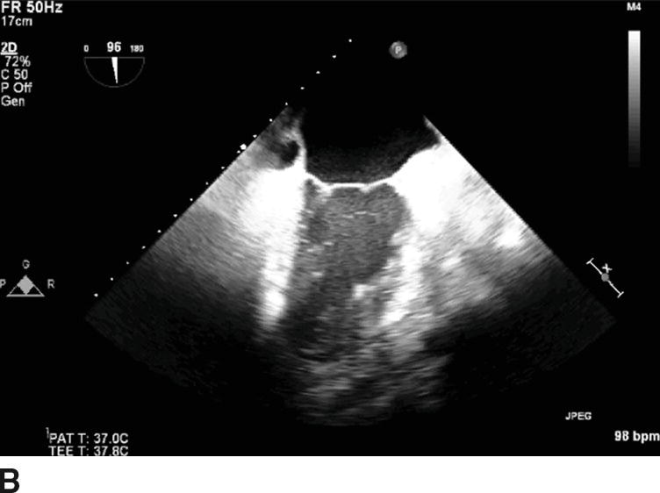 FR 50Hz
17cm
M4
2D
72%
C 50
P Off
Gen
0 96 180
P
G
P R
x
JPEG
1
PAT T: 37.0C
TEE T: 37.8C
98 bpm
B